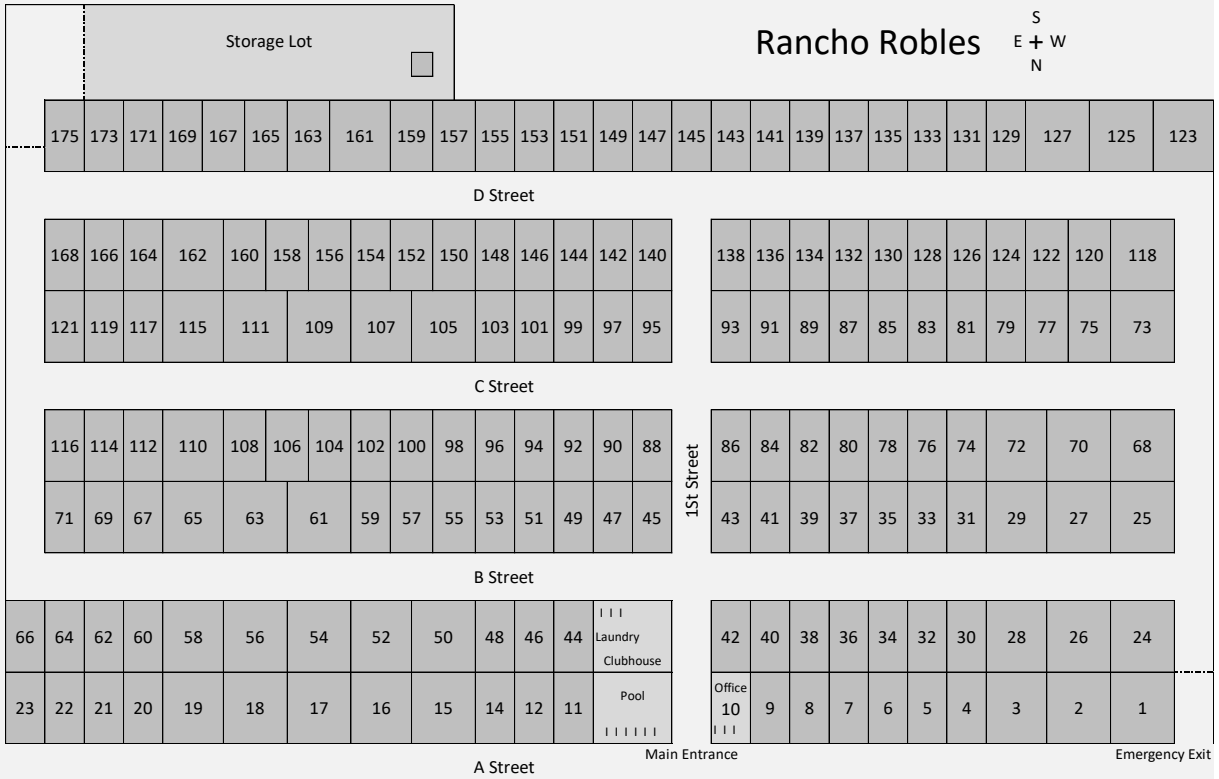 Storage Lot
Rancho Robles
S
E + W
N
175 173 171 169 167 165 163 161 159 157 155 153 151 149 147 145 143 141 139 137 135 133 131 129 127 125 123
D Street
168 166 164 162 160 158 156 154 152 150 148 146 144 142 140 138 136 134 132 130 128 126 124 122 120 118
121 119 117 115 111 109 107 105 103 101 99 97 95 93 91 89 87 85 83 81 79 77 75 73
C Street
116 114 112 110 108 106 104 102 100 98 96 94 92 90 88 86 84 82 80 78 76 74 72 70 68
1St Street
71 69 67 65 63 61 59 57 55 53 51 49 47 45 43 41 39 37 35 33 31 29 27 25
B Street
66 64 62 60 58 56 54 52 50 48 46 44 Laundry 42 40 38 36 34 32 30 28 26 24
Clubhouse
Pool
Office
23 22 21 20 19 18 17 16 15 14 12 11 10 9 8 7 6 5 4 3 2 1
Main Entrance
Emergency Exit
A Street